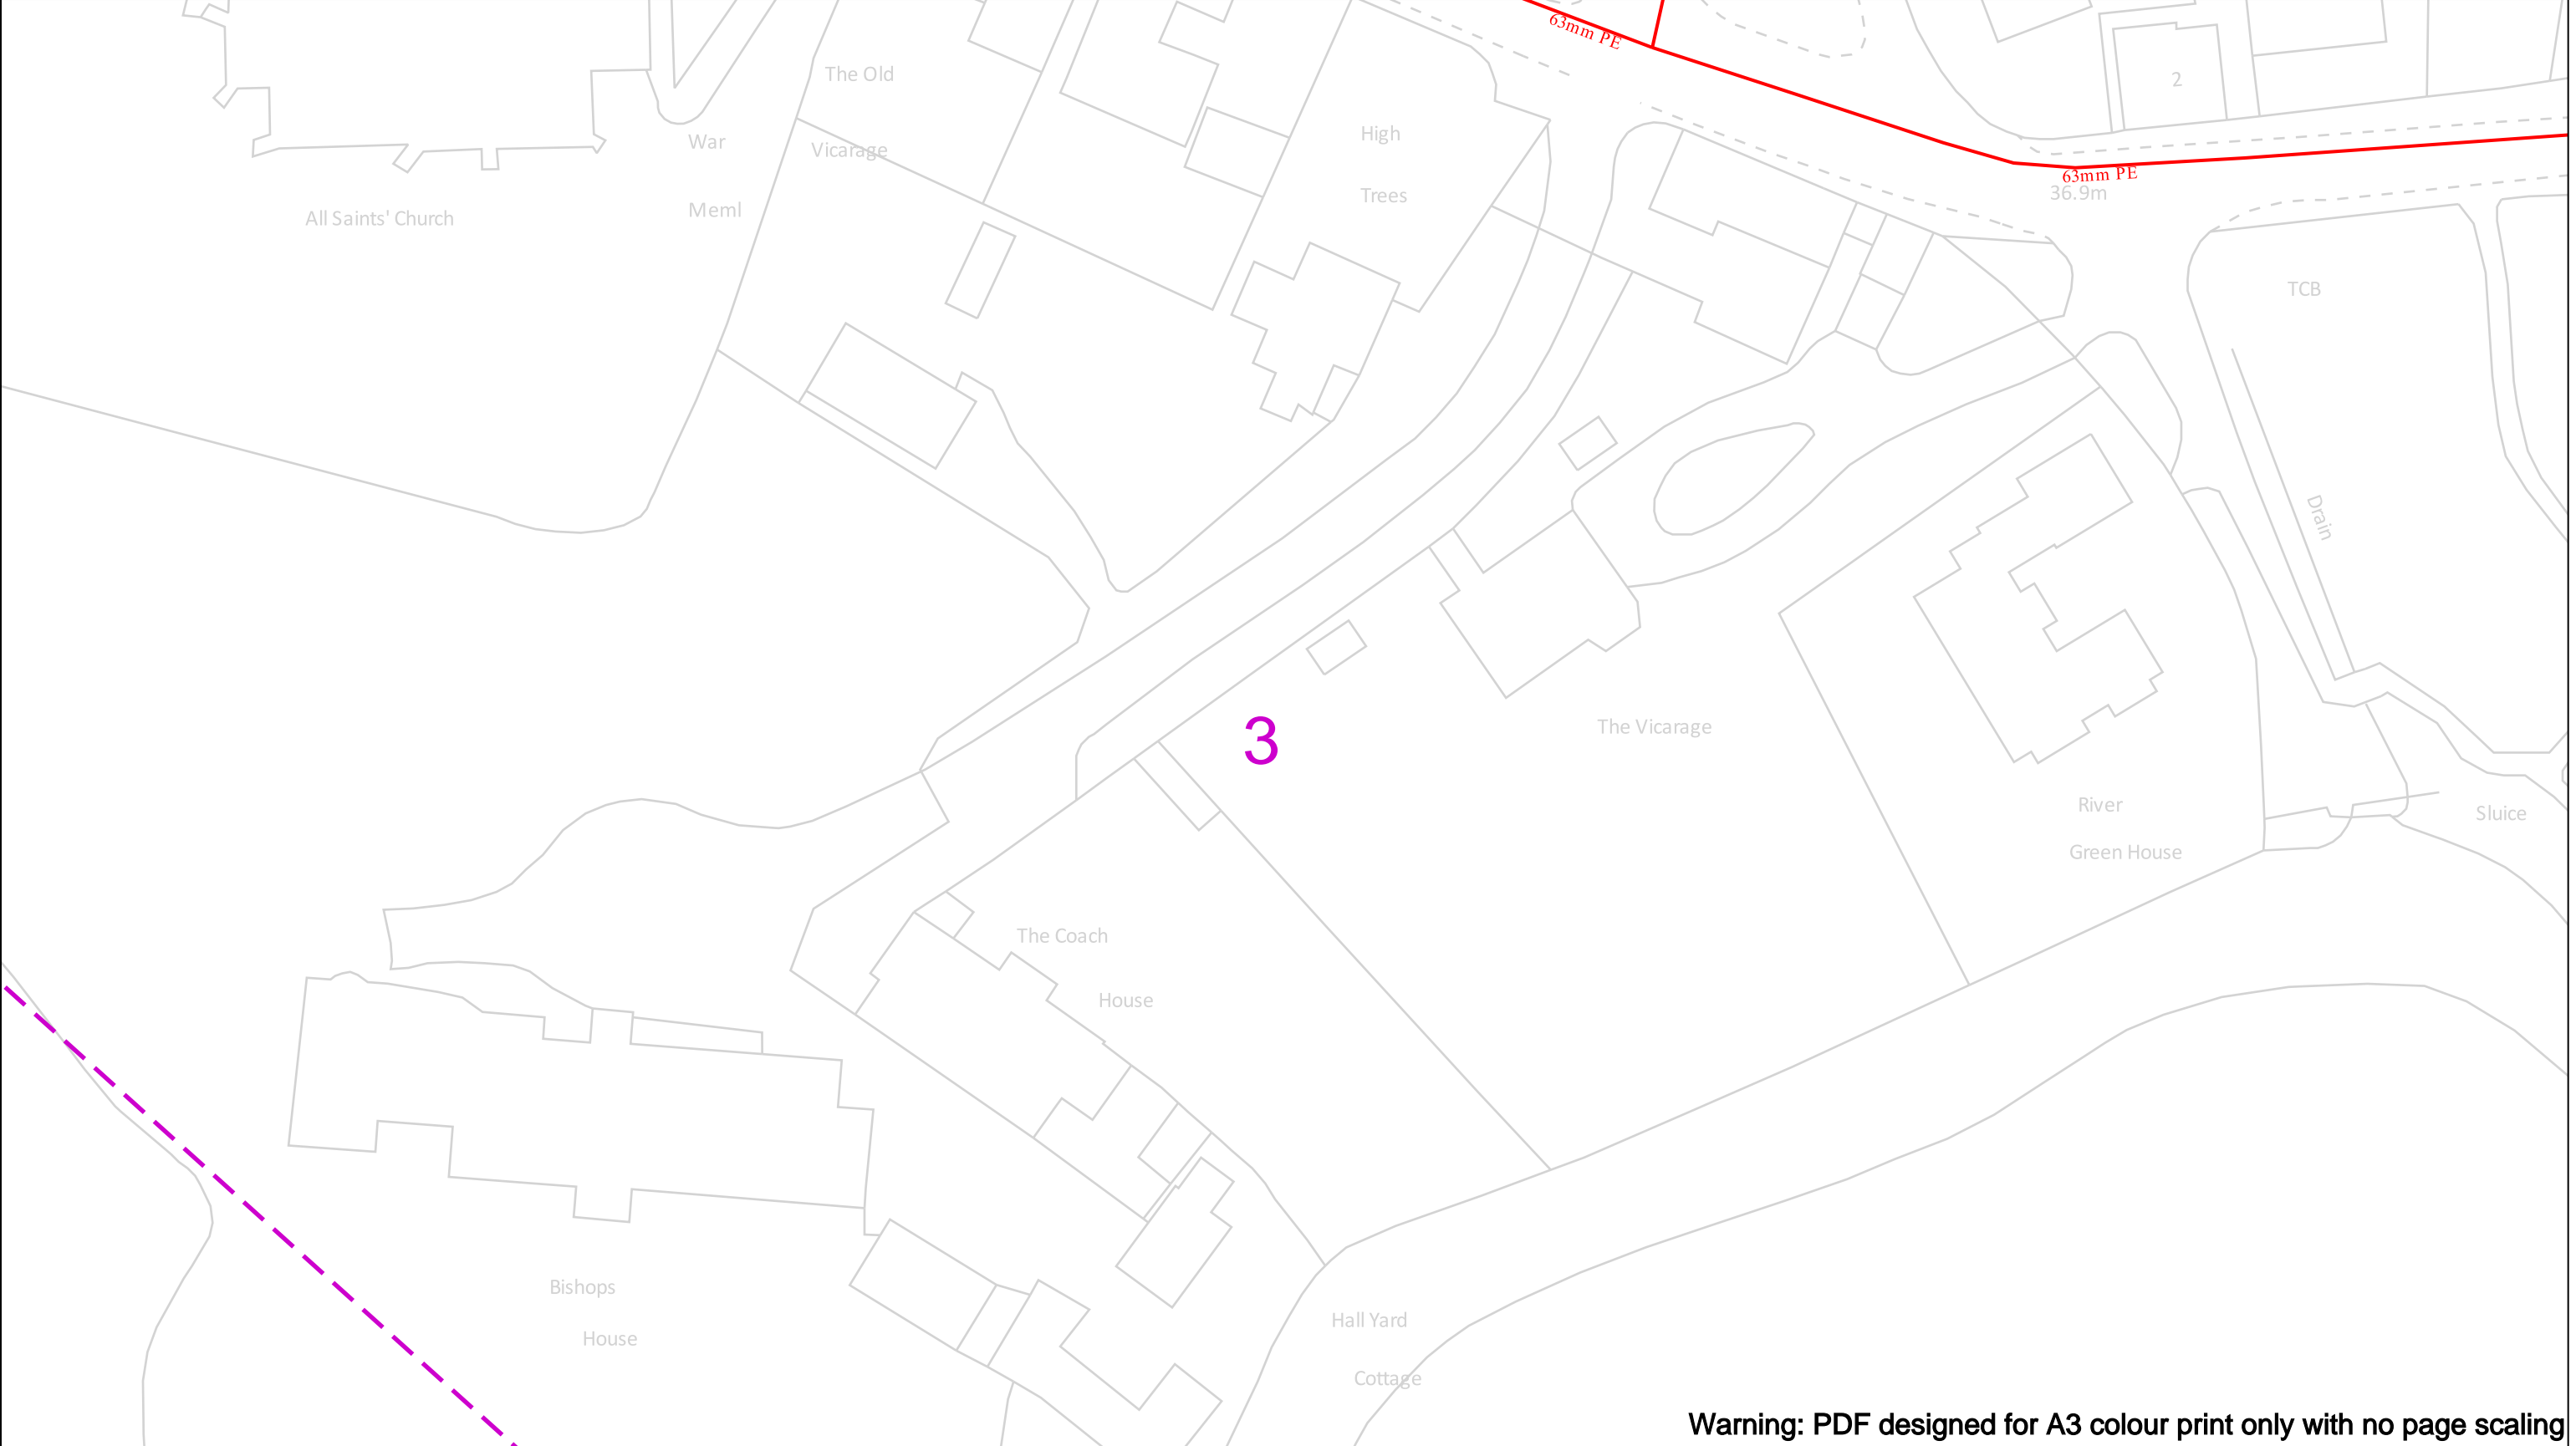 63mm PE
The Old
2
High
War
Vicarage
63mm PE
36.9m
Trees
Meml
All Saints' Church
TCB
Drain
3
The Vicarage
River
Sluice
Green House
The Coach
House
Bishops
House
Hall Yard
Cottage
Warning: PDF designed for A3 colour print only with no page scaling